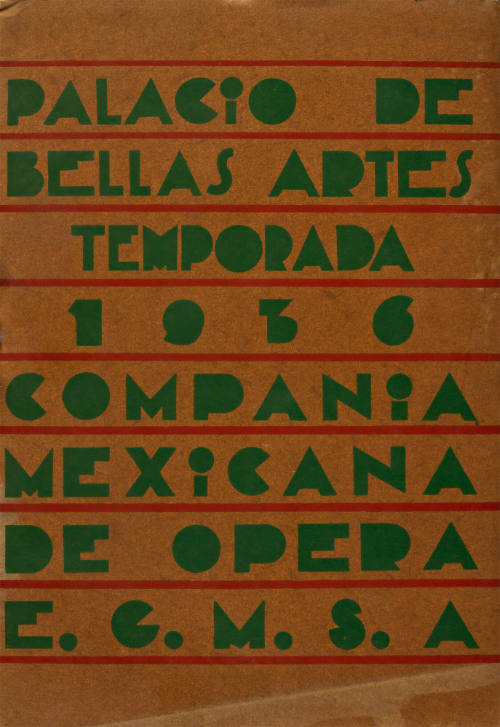 PALACiO DE
BELLAS ARTES
TEMPORADA
1936
COMPANiA
MEXiCANA
DE OPERA
E. G. M. S. A